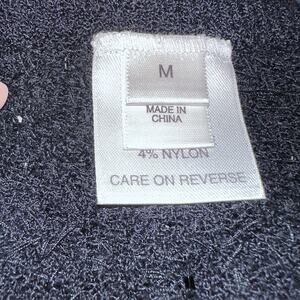 M
MADE IN
CHINA
4% NYLON
CARE ON REVERSE